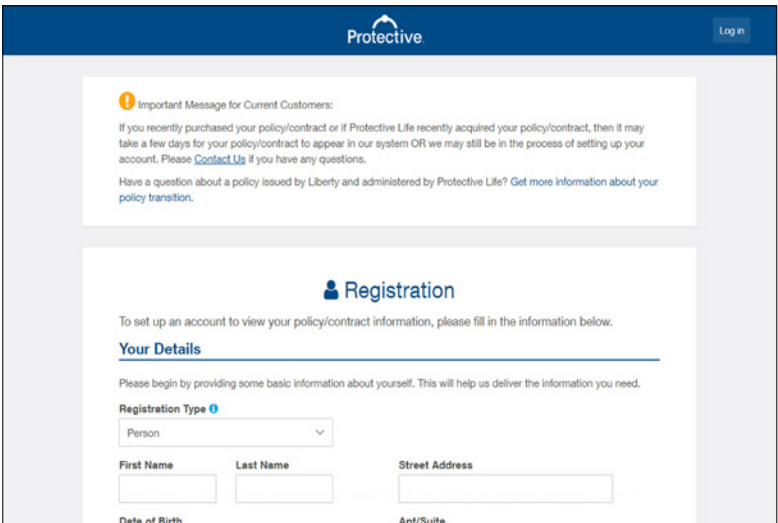 Protective.
Log in
Important Message for Current Customers:
If you recently purchased your policy/contract or if Protective Life recently acquired your policy/contract, then it may
take a few days for your policy/contract to appear in our system OR we may still be in the process of setting up your
account. Please Contact Us if you have any questions.
Have a question about a policy issued by Liberty and administered by Protective Life? Get more information about your
policy transition.
Registration
To set up an account to view your policy/contract information, please fill in the information below.
Your Details
Please begin by providing some basic information about yourself. This will help us deliver the information you need.
Registration Type
Person
First Name Last Name Street Address
Date of Birth Apt/Suite